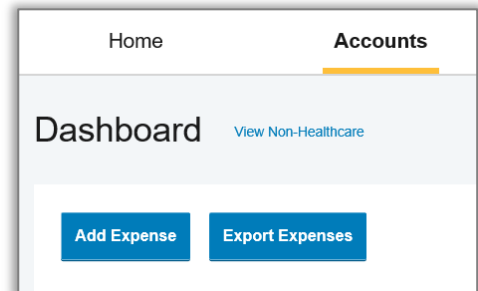 Home Accounts
Dashboard View Non-Healthcare
Add Expense Export Expenses